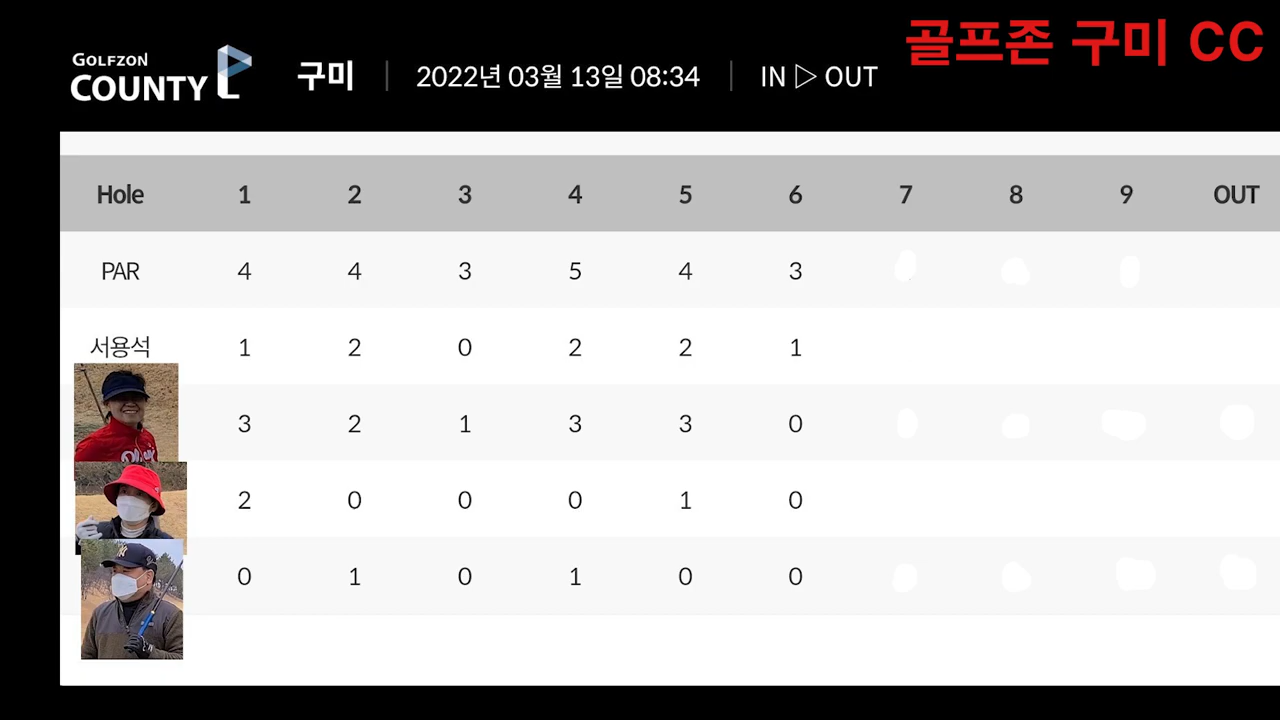 골프존 구미 CC
GOLFZON
COUNTY
구미 | 2022년 03월 13일 08:34 | IN ▷ OUT
Hole 1 2 3 4 5 6 7 8 9 OUT
PAR 4 4 3 5 4 3
서용석 1 2 0 2 2 1
3 2 1 3 3 0
2 0 0 0 1 0
0 1 0 1 0 0